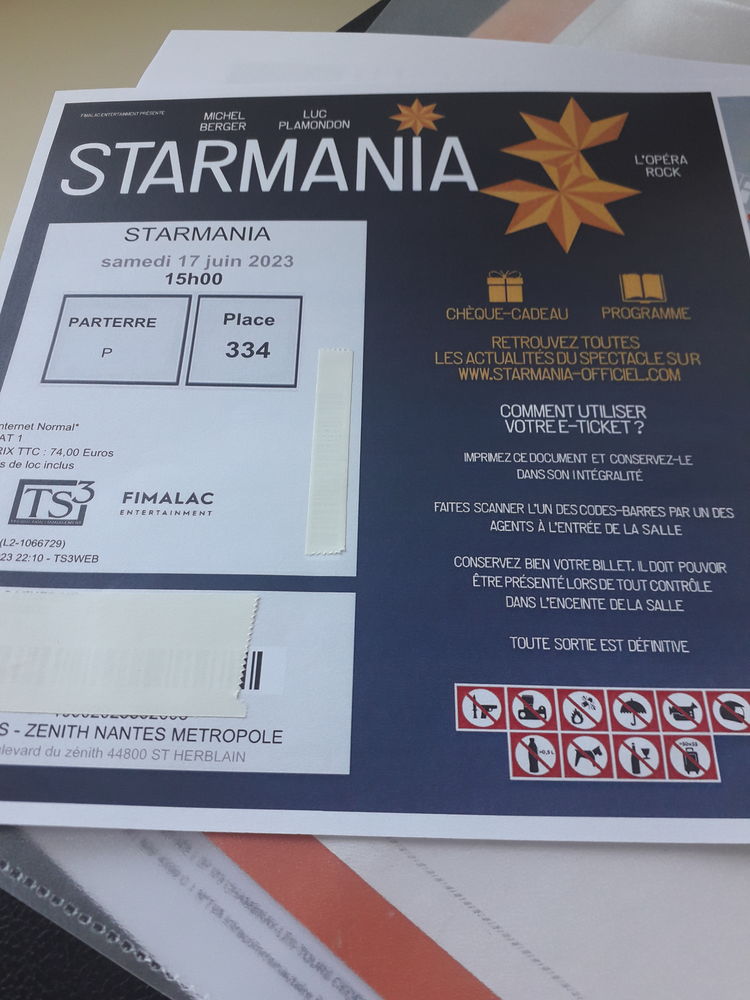 FIMALAC ENTERTAINMENT PRÉSENTE
MICHEL
BERGER
LUC
PLAMONDON
STARMANIA
L'OPÉRA
ROCK
STARMANIA
samedi 17 juin 2023
15h00
PARTERRE
P
Place
334
nternet Normal*
AT 1
RIX TTC : 74,00 Euros
s de loc inclus
TS3
FIMALAC
ENTERTAINMENT
(L2-1066729)
23 22:10 - TS3WEB
S - ZENITH NANTES METROPOLE
ulevard du zénith 44800 ST HERBLAIN
CHÈQUE-CADEAU
PROGRAMME
RETROUVEZ TOUTES
LES ACTUALITÉS DU SPECTACLE SUR
WWW.STARMANIA-OFFICIEL.COM
COMMENT UTILISER
VOTRE E-TICKET ?
IMPRIMEZ CE DOCUMENT ET CONSERVEZ-LE
DANS SON INTÉGRALITÉ
FAITES SCANNER L'UN DES CODES-BARRES PAR UN DES
AGENTS À L'ENTRÉE DE LA SALLE
CONSERVEZ BIEN VOTRE BILLET. IL DOIT POUVOIR
ÊTRE PRÉSENTÉ LORS DE TOUT CONTRÔLE
DANS L'ENCEINTE DE LA SALLE
TOUTE SORTIE EST DÉFINITIVE